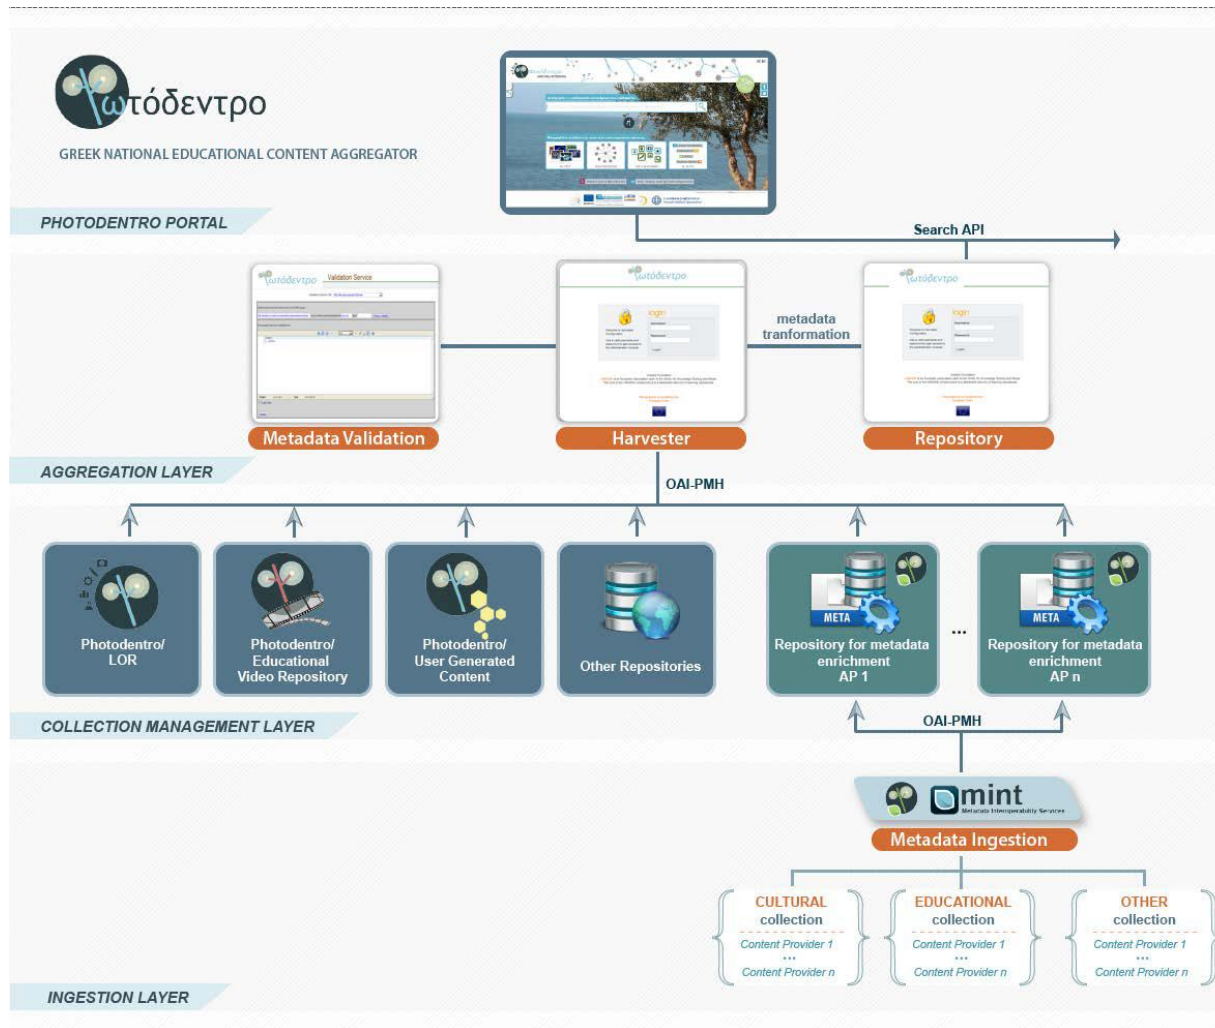 ωτόδεντρο
GREEK NATIONAL EDUCATIONAL CONTENT AGGREGATOR
PHOTODENTRO PORTAL
Search API
ωτόδεντρο
Validation Service
ωτόδεντρο
login
ωτόδεντρο
login
metadata
tranformation
Metadata Validation
Harvester
Repository
AGGREGATION LAYER
OAI-PMH
Photodentro/
LOR
Photodentro/
Educational
Video Repository
Photodentro/
User Generated
Content
Other Repositories
META
Repository for metadata
enrichment
AP 1
...
META
Repository for metadata
enrichment
AP n
COLLECTION MANAGEMENT LAYER
OAI-PMH
mint
Metadata Interoperability Services
Metadata Ingestion
CULTURAL
collection
Content Provider 1
...
Content Provider n
EDUCATIONAL
collection
Content Provider 1
...
Content Provider n
OTHER
collection
Content Provider 1
...
Content Provider n
INGESTION LAYER